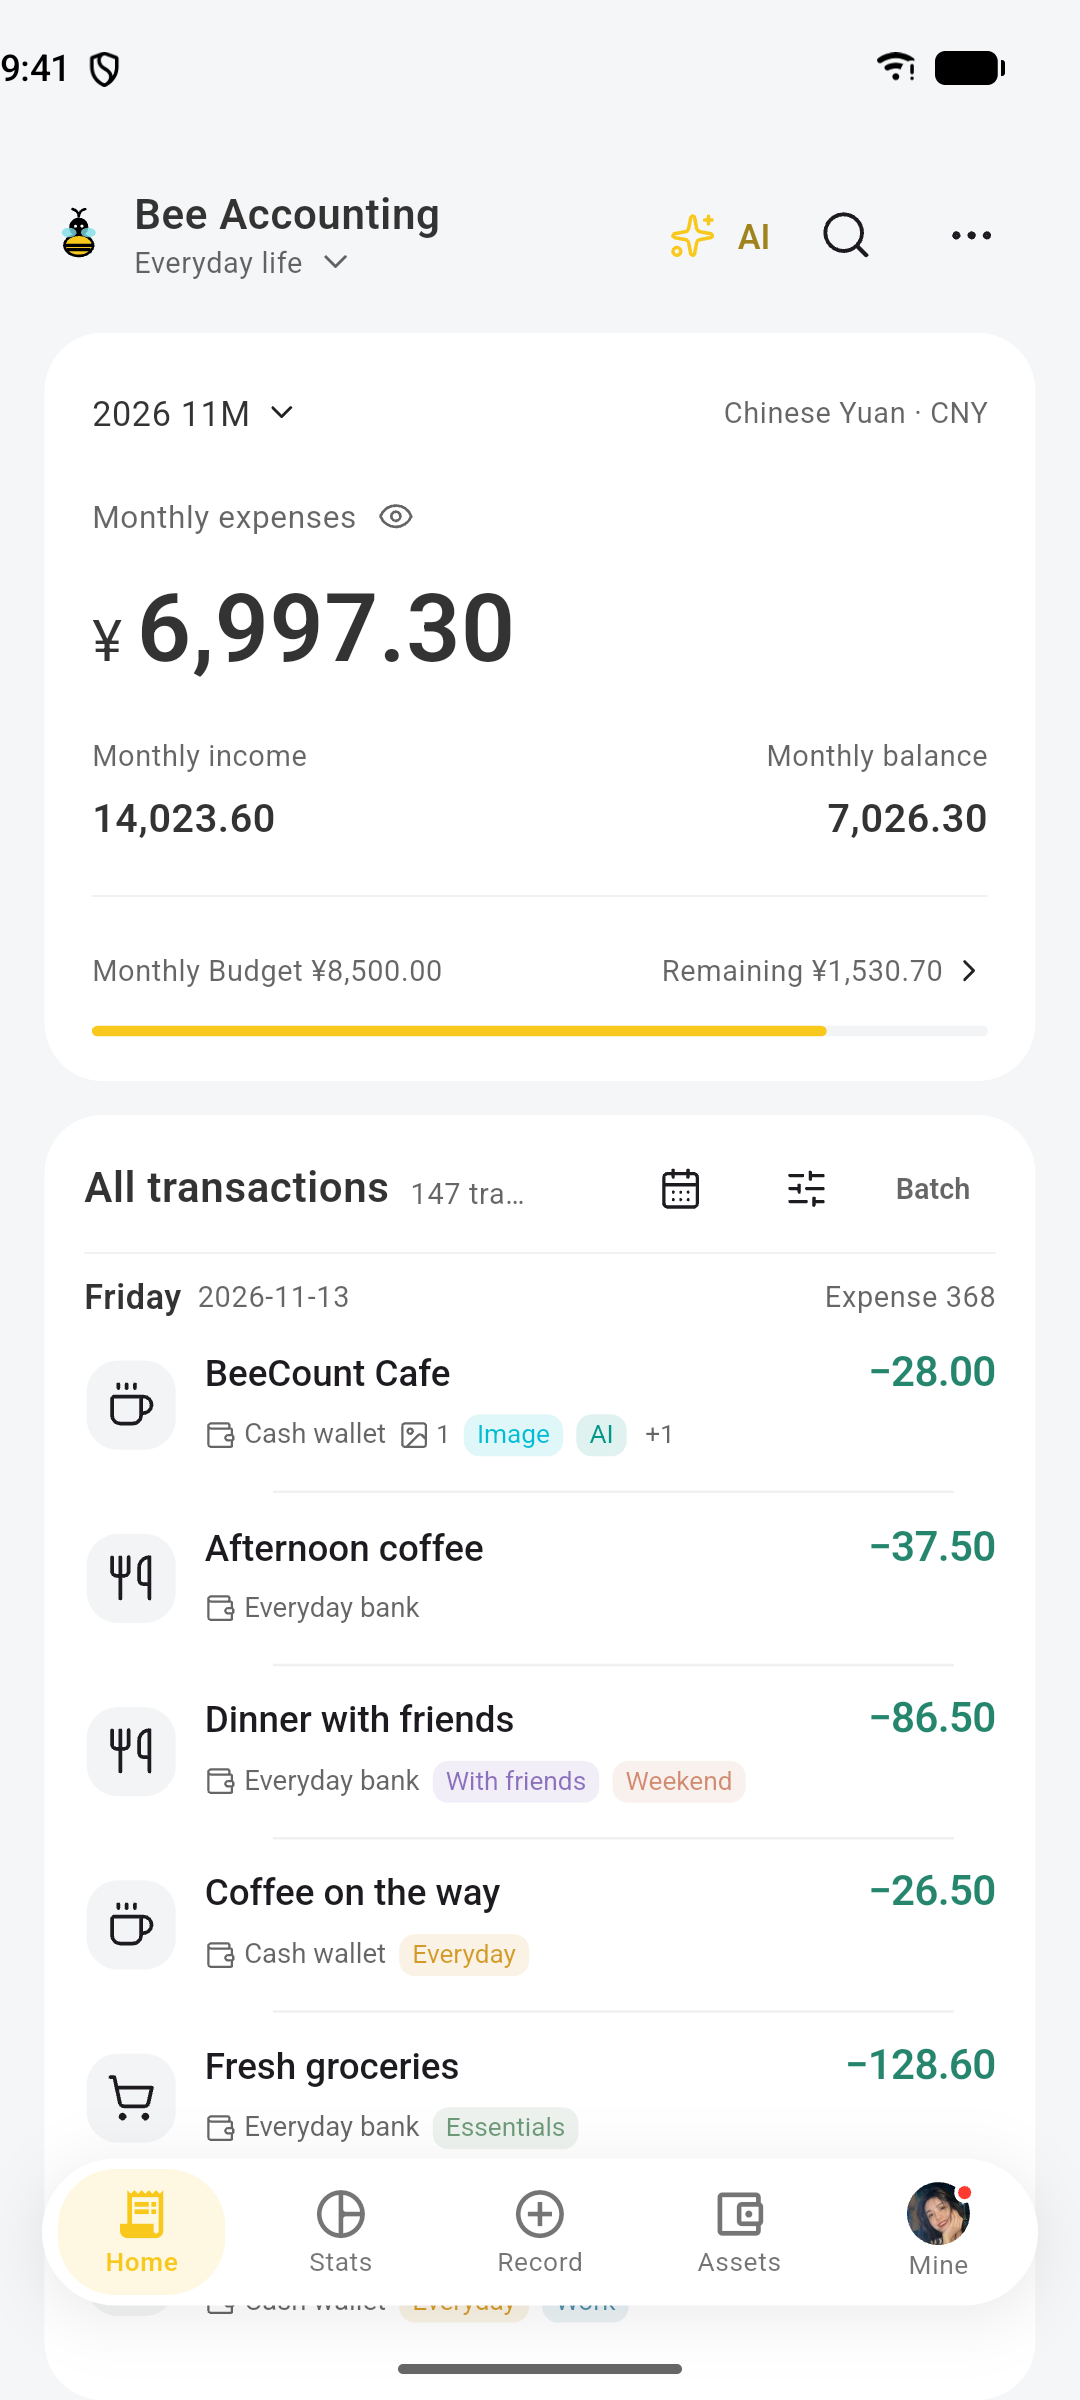 9:41
Bee Accounting
Everyday life
AI
2026 11M
Chinese Yuan · CNY
Monthly expenses
¥ 6,997.30
Monthly income
Monthly balance
14,023.60
7,026.30
Monthly Budget ¥8,500.00
Remaining ¥1,530.70
All transactions 147 tra…
Batch
Friday 2026-11-13
Expense 368
BeeCount Cafe
−28.00
Cash wallet 1 Image AI +1
Afternoon coffee
−37.50
Everyday bank
Dinner with friends
−86.50
Everyday bank With friends Weekend
Coffee on the way
−26.50
Cash wallet Everyday
Fresh groceries
−128.60
Everyday bank Essentials
Home
Stats
Record
Assets
Mine
Cash wallet Everyday Work